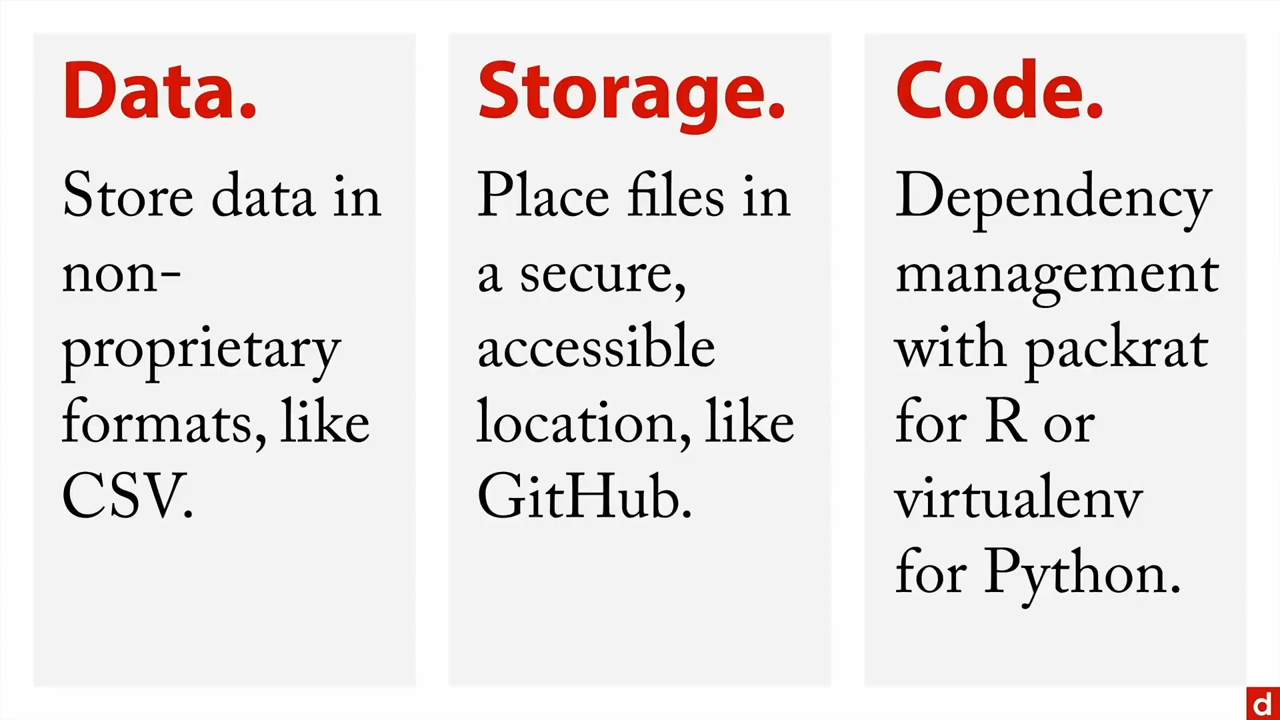 Data.
Store data in
non-
proprietary
formats, like
CSV.
Storage.
Place files in
a secure,
accessible
location, like
GitHub.
Code.
Dependency
management
with packrat
for R or
virtualenv
for Python.
d